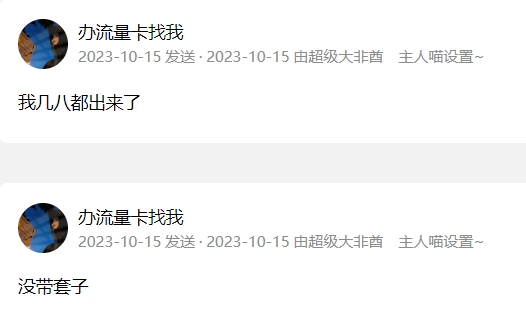 办流量卡找我
2023-10-15 发送 · 2023-10-15 由超级大非酋 主人喵设置~
我几八都出来了
办流量卡找我
2023-10-15 发送 · 2023-10-15 由超级大非酋 主人喵设置~
没带套子